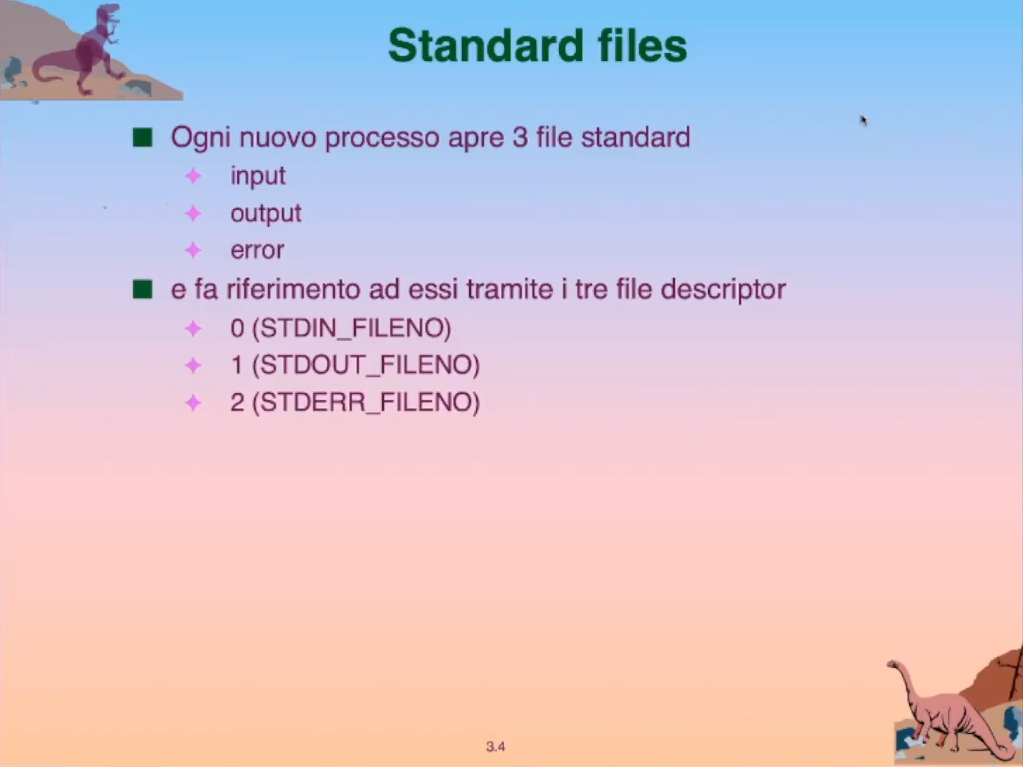 Standard files
Ogni nuovo processo apre 3 file standard
input
output
error
e fa riferimento ad essi tramite i tre file descriptor
0 (STDIN_FILENO)
1 (STDOUT_FILENO)
2 (STDERR_FILENO)
3.4